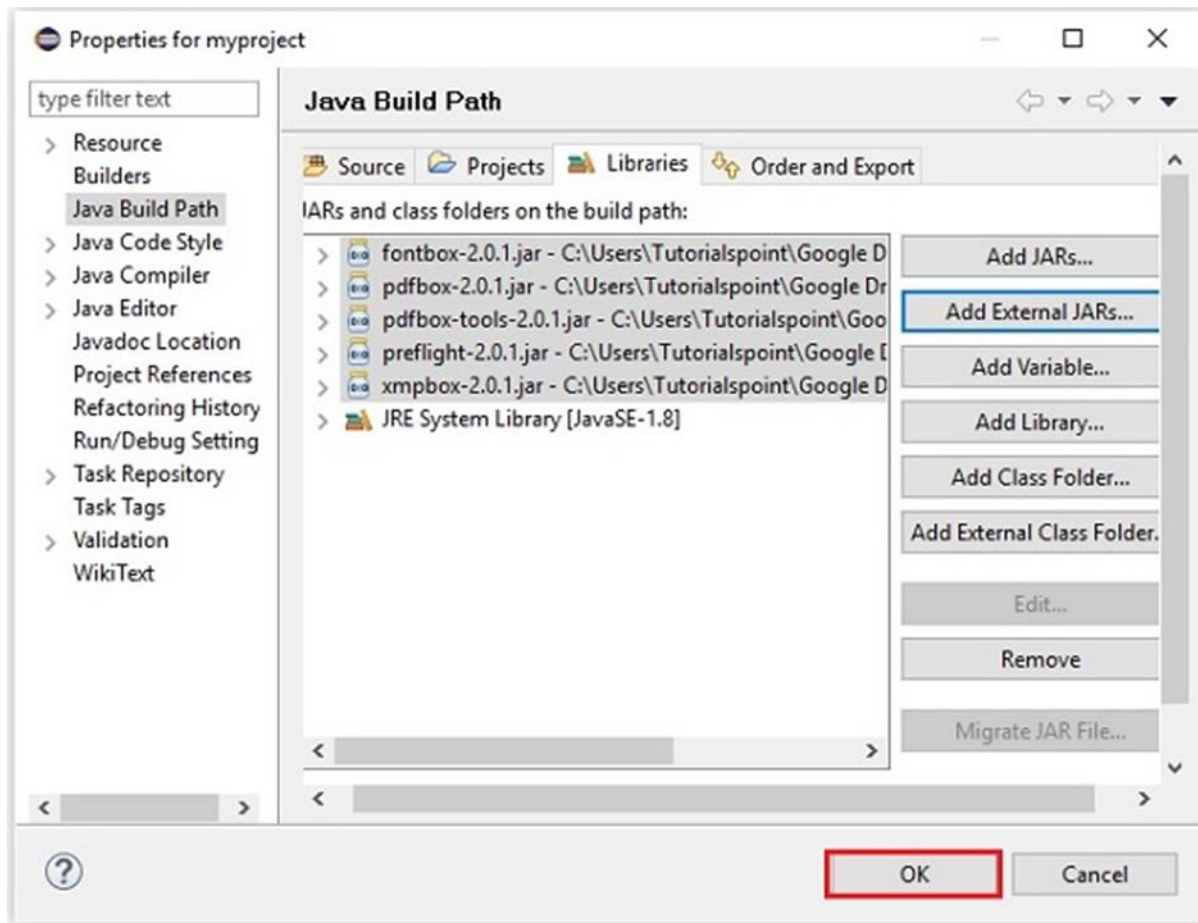 Properties for myproject
type filter text
Resource
Builders
Java Build Path
Java Code Style
Java Compiler
Java Editor
Javadoc Location
Project References
Refactoring History
Run/Debug Setting
Task Repository
Task Tags
Validation
WikiText
Java Build Path
Source Projects Libraries Order and Export
JARs and class folders on the build path:
fontbox-2.0.1.jar - C:\Users\Tutorialspoint\Google D
pdfbox-2.0.1.jar - C:\Users\Tutorialspoint\Google Dr
pdfbox-tools-2.0.1.jar - C:\Users\Tutorialspoint\Goo
preflight-2.0.1.jar - C:\Users\Tutorialspoint\Google D
xmpbox-2.0.1.jar - C:\Users\Tutorialspoint\Google D
JRE System Library [JavaSE-1.8]
Add JARs...
Add External JARs...
Add Variable...
Add Library...
Add Class Folder...
Add External Class Folder.
Edit...
Remove
Migrate JAR File...
OK Cancel